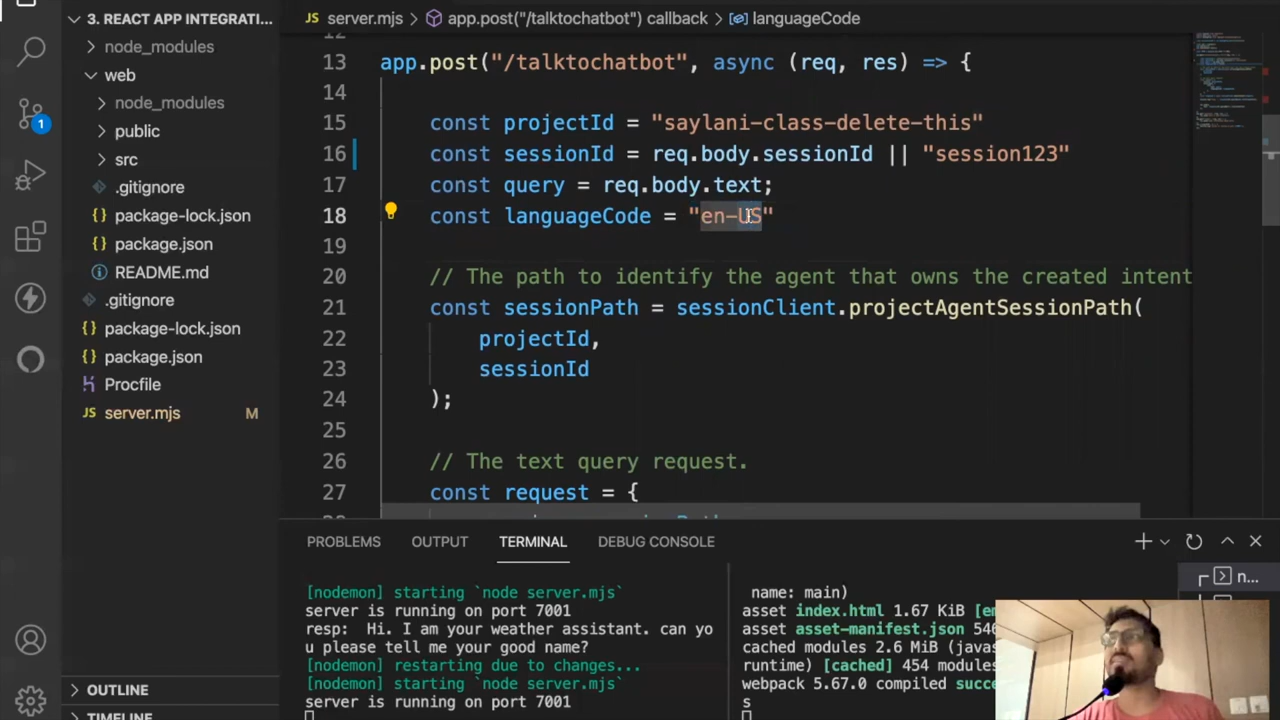 3. REACT APP INTEGRATI...
node_modules
web
node_modules
public
src
.gitignore
package-lock.json
package.json
README.md
.gitignore
package-lock.json
package.json
Procfile
server.mjs M
OUTLINE
TIMELINE
1
server.mjs > app.post("/talktochatbot") callback > languageCode
12
13 app.post("/talktochatbot", async (req, res) => {
14
15 const projectId = "saylani-class-delete-this"
16 const sessionId = req.body.sessionId || "session123"
17 const query = req.body.text;
18 const languageCode = "en-US"
19
20 // The path to identify the agent that owns the created intent
21 const sessionPath = sessionClient.projectAgentSessionPath(
22 projectId,
23 sessionId
24 );
25
26 // The text query request.
27 const request = {
PROBLEMS OUTPUT TERMINAL DEBUG CONSOLE
[nodemon] starting `node server.mjs`
server is running on port 7001
resp: Hi. I am your weather assistant. can yo
u please tell me your good name?
[nodemon] restarting due to changes...
[nodemon] starting `node server.mjs`
server is running on port 7001
name: main)
asset index.html 1.67 KiB [em
asset asset-manifest.json 546
cached modules 2.6 MiB (javas
runtime) [cached] 454 modules
webpack 5.67.0 compiled succe
s
n...